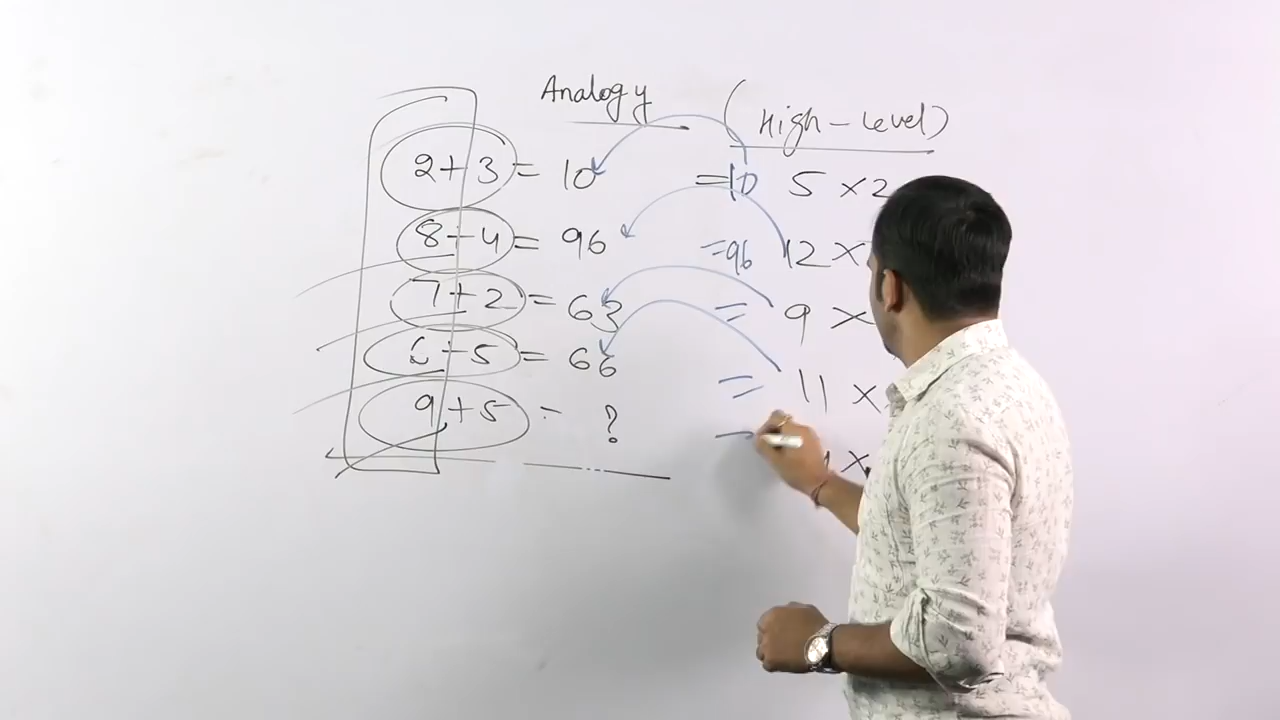 Analogy (High-Level)
2+3 = 10 =10 5 ×2
8+4 = 96 =96 12 ×
7+2 = 63 = 9 ×
6+5 = 66 = 11 ×
9+5 = ? ×